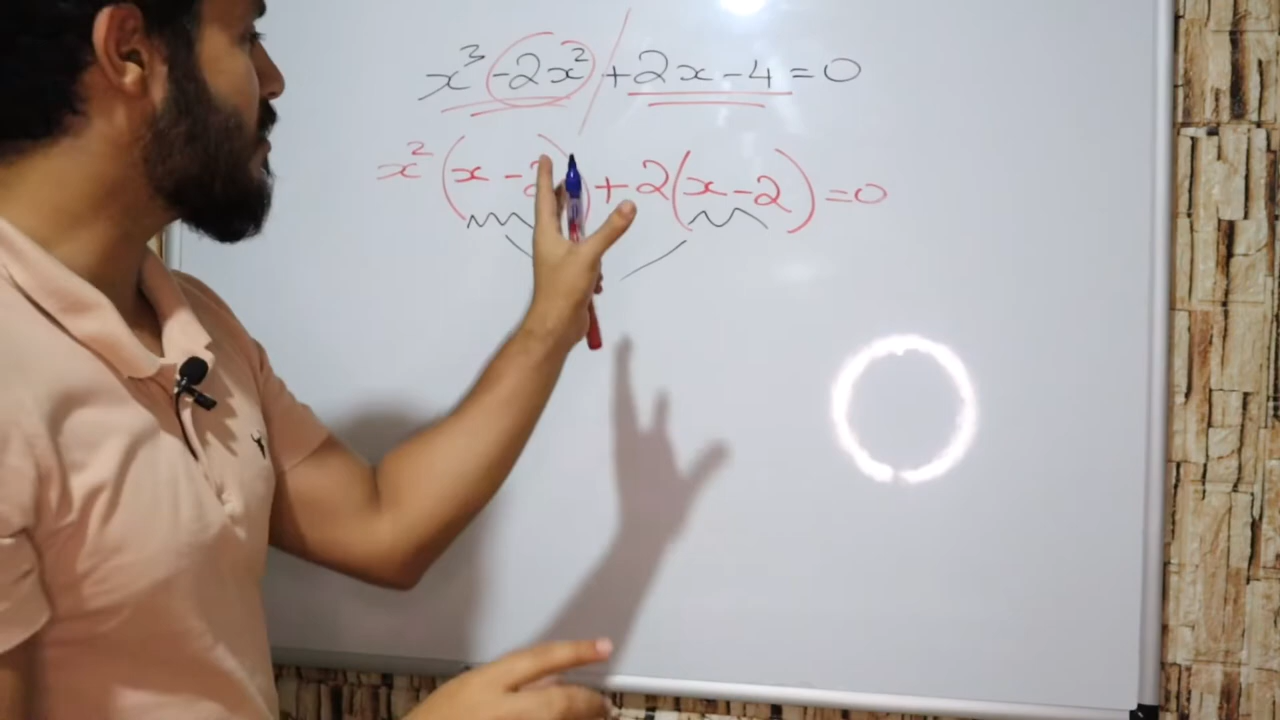 x³ -2x² + 2x - 4 = 0
x² (x - 2) + 2(x - 2) = 0